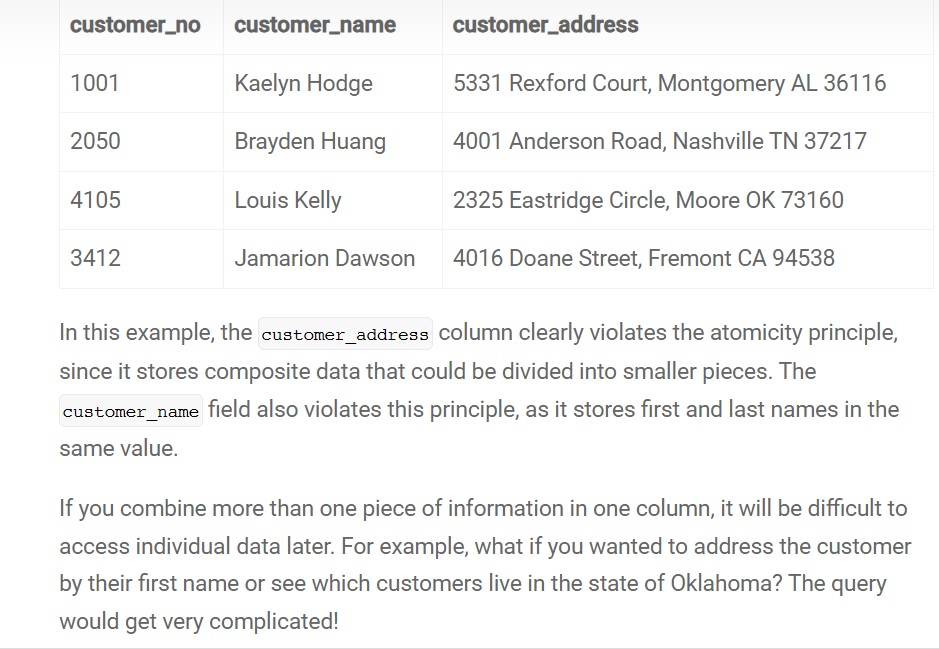 customer_no customer_name customer_address
1001 Kaelyn Hodge 5331 Rexford Court, Montgomery AL 36116
2050 Brayden Huang 4001 Anderson Road, Nashville TN 37217
4105 Louis Kelly 2325 Eastridge Circle, Moore OK 73160
3412 Jamarion Dawson 4016 Doane Street, Fremont CA 94538
In this example, the customer_address column clearly violates the atomicity principle,
since it stores composite data that could be divided into smaller pieces. The
customer_name field also violates this principle, as it stores first and last names in the
same value.
If you combine more than one piece of information in one column, it will be difficult to
access individual data later. For example, what if you wanted to address the customer
by their first name or see which customers live in the state of Oklahoma? The query
would get very complicated!